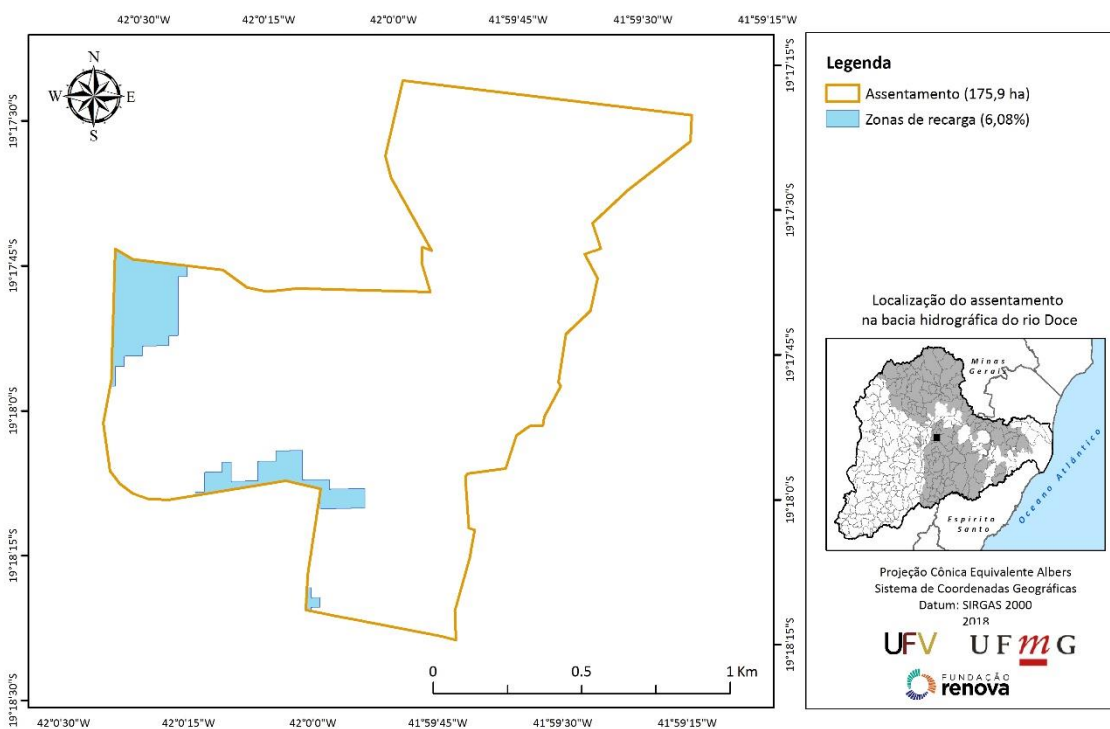 42°0'30"W 42°0'15"W 42°0'0"W 41°59'45"W 41°59'30"W 41°59'15"W
N
W E
S
19°17'30"S
19°17'45"S
19°18'0"S
19°18'15"S
19°18'30"S
19°17'15"S
19°17'30"S
19°17'45"S
19°18'0"S
19°18'15"S
0 0.5 1 Km
42°0'30"W 42°0'15"W 42°0'0"W 41°59'45"W 41°59'30"W 41°59'15"W
Legenda
Assentamento (175,9 ha)
Zonas de recarga (6,08%)
Localização do assentamento
na bacia hidrográfica do rio Doce
Minas
Gerais
Oceano Atlántico
Espírito
Santo
Projeção Cônica Equivalente Albers
Sistema de Coordenadas Geográficas
Datum: SIRGAS 2000
2018
UFV UFmG
FUNDAÇÃO
renova